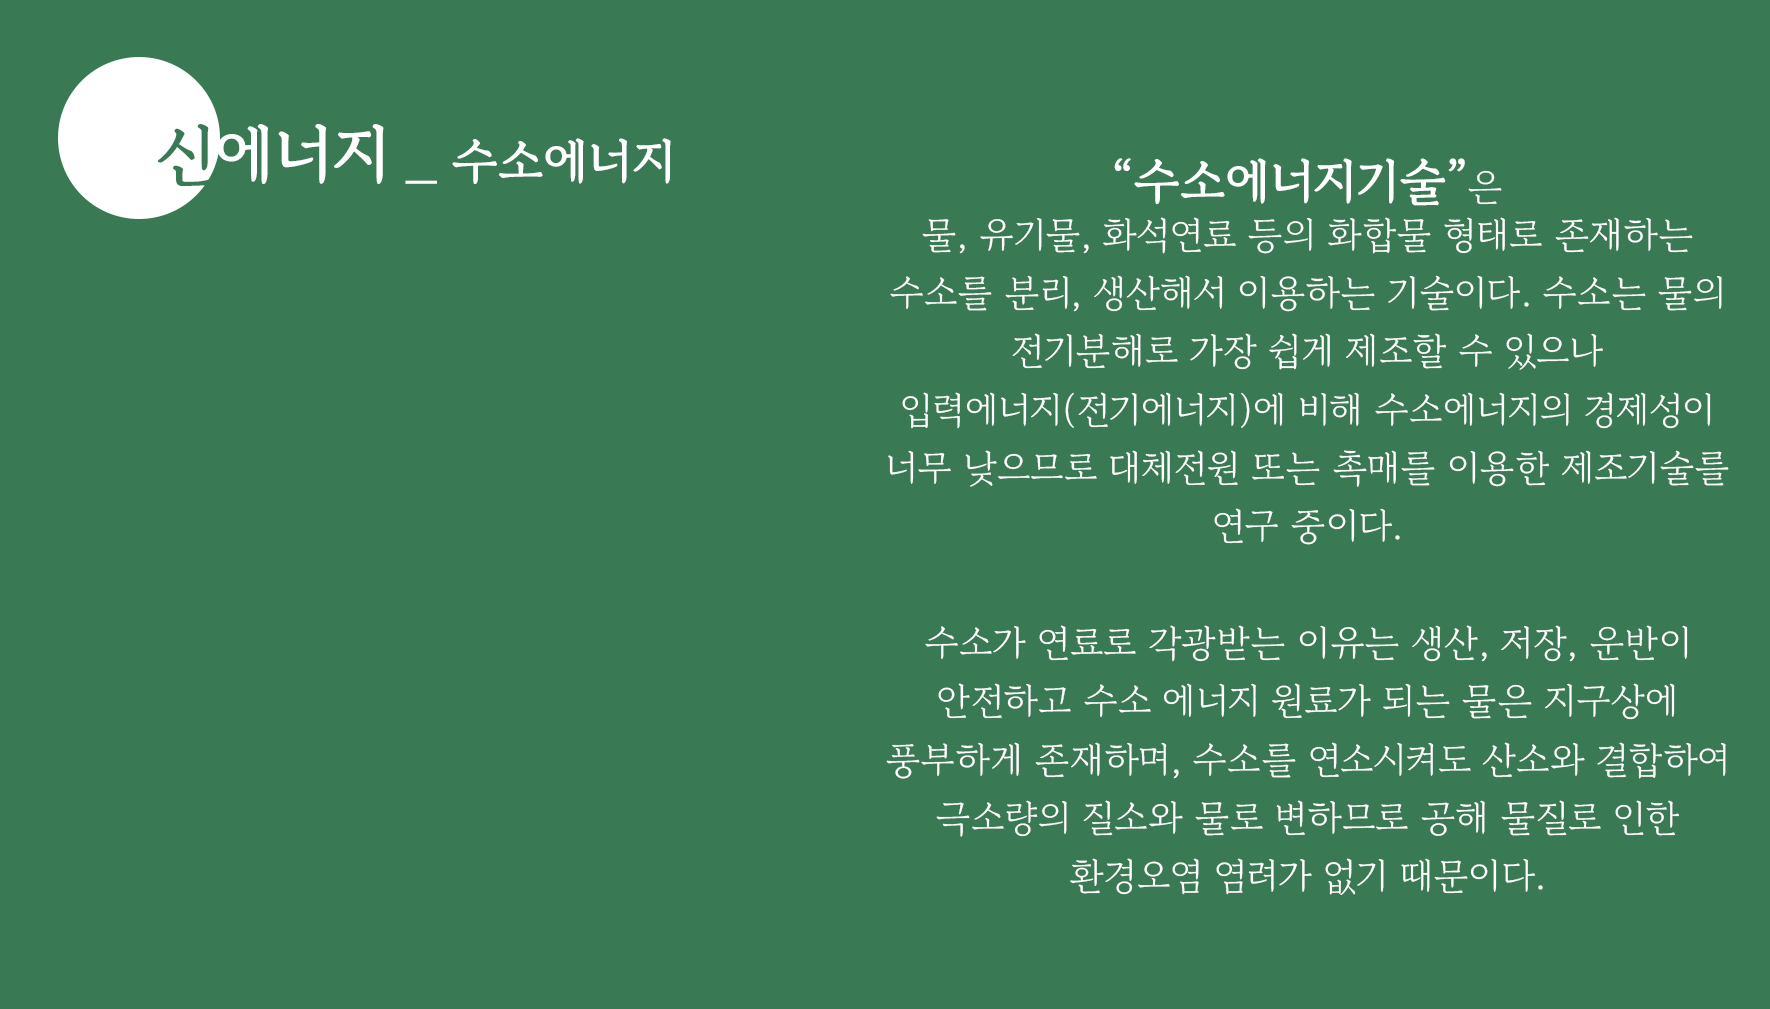 신에너지 _ 수소에너지
“수소에너지기술”은
물, 유기물, 화석연료 등의 화합물 형태로 존재하는
수소를 분리, 생산해서 이용하는 기술이다. 수소는 물의
전기분해로 가장 쉽게 제조할 수 있으나
입력에너지(전기에너지)에 비해 수소에너지의 경제성이
너무 낮으므로 대체전원 또는 촉매를 이용한 제조기술를
연구 중이다.
수소가 연료로 각광받는 이유는 생산, 저장, 운반이
안전하고 수소 에너지 원료가 되는 물은 지구상에
풍부하게 존재하며, 수소를 연소시켜도 산소와 결합하여
극소량의 질소와 물로 변하므로 공해 물질로 인한
환경오염 염려가 없기 때문이다.